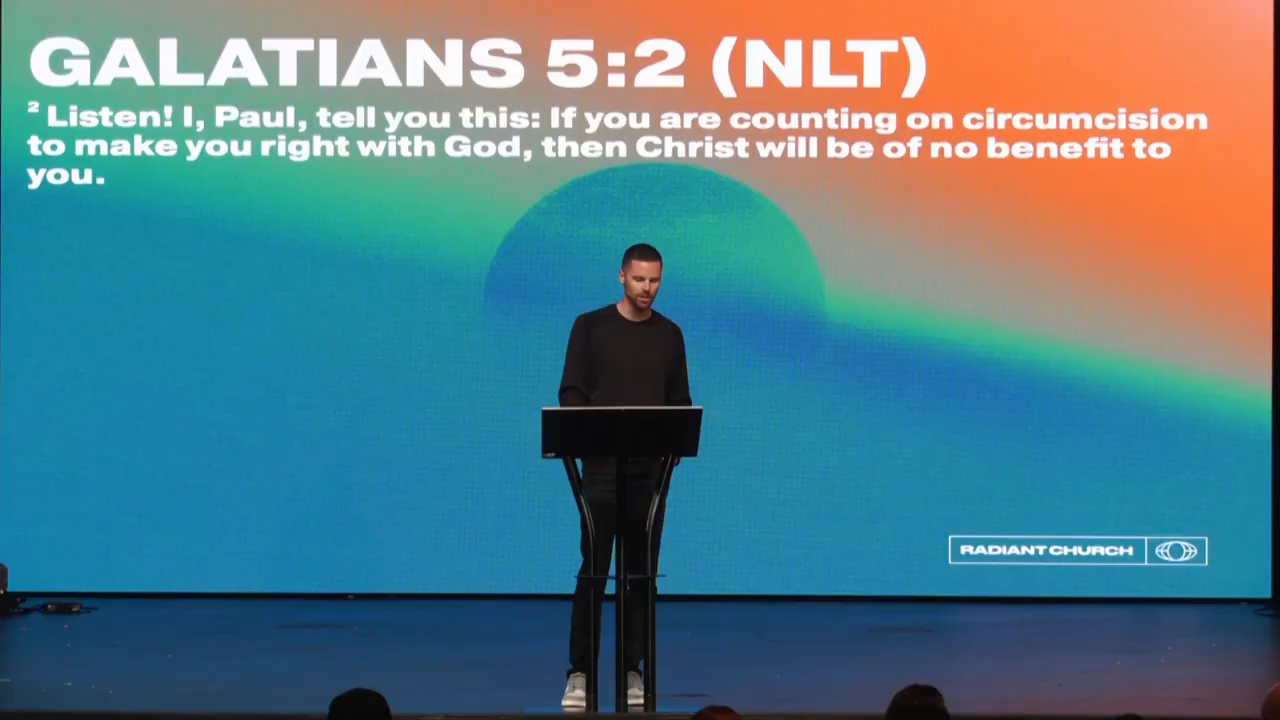 GALATIANS 5:2 (NLT)
² Listen! I, Paul, tell you this: If you are counting on circumcision
to make you right with God, then Christ will be of no benefit to
you.
RADIANT CHURCH